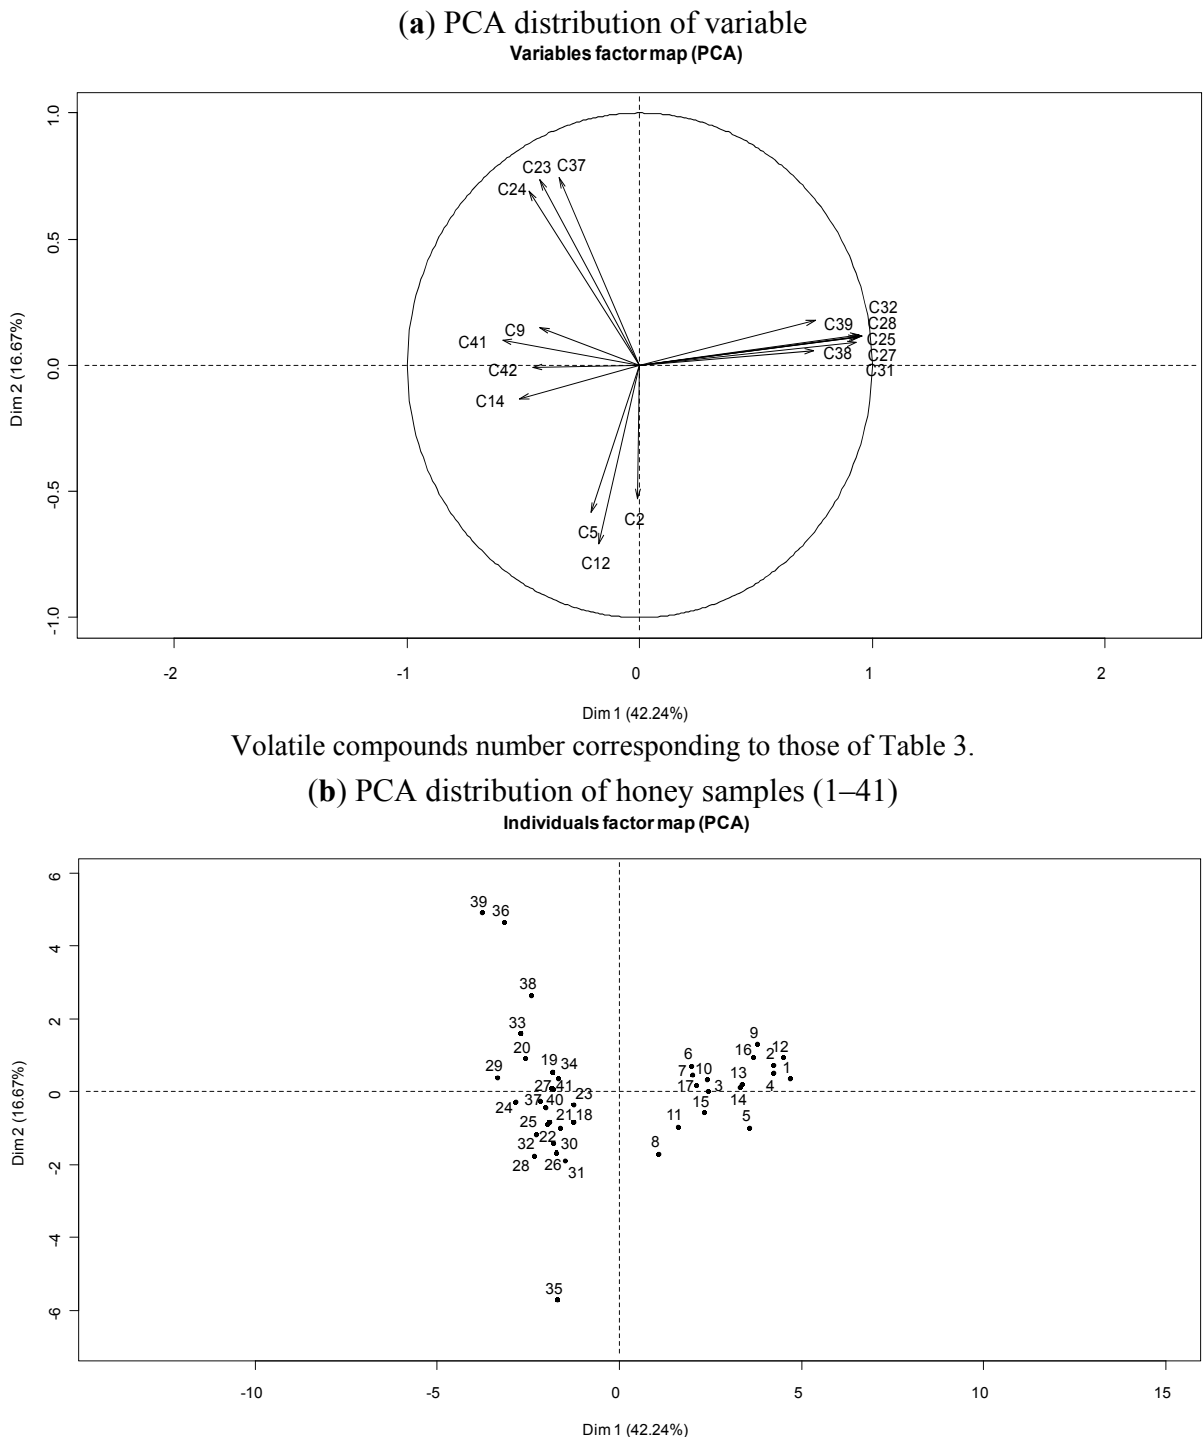 (a) PCA distribution of variable
Variables factor map (PCA)
1.0
0.5
0.0
-0.5
-1.0
Dim 2 (16.67%)
C23 C37
C24
C32
C39 C28
C9
C41
C25
C38 C27
C42
C31
C14
C2
C5
C12
-2 -1 0 1 2
Dim 1 (42.24%)
Volatile compounds number corresponding to those of Table 3.
(b) PCA distribution of honey samples (1–41)
Individuals factor map (PCA)
6
4
2
0
-2
-4
-6
Dim 2 (16.67%)
39 36
38
33
20
29
19 34
27 41
24 37 40 23
25 21 18
32 22 30
28 26 31
35
9
16 2 12
6
7 10 13 1
17 3 4
15 14
11 5
8
-10 -5 0 5 10 15
Dim 1 (42.24%)